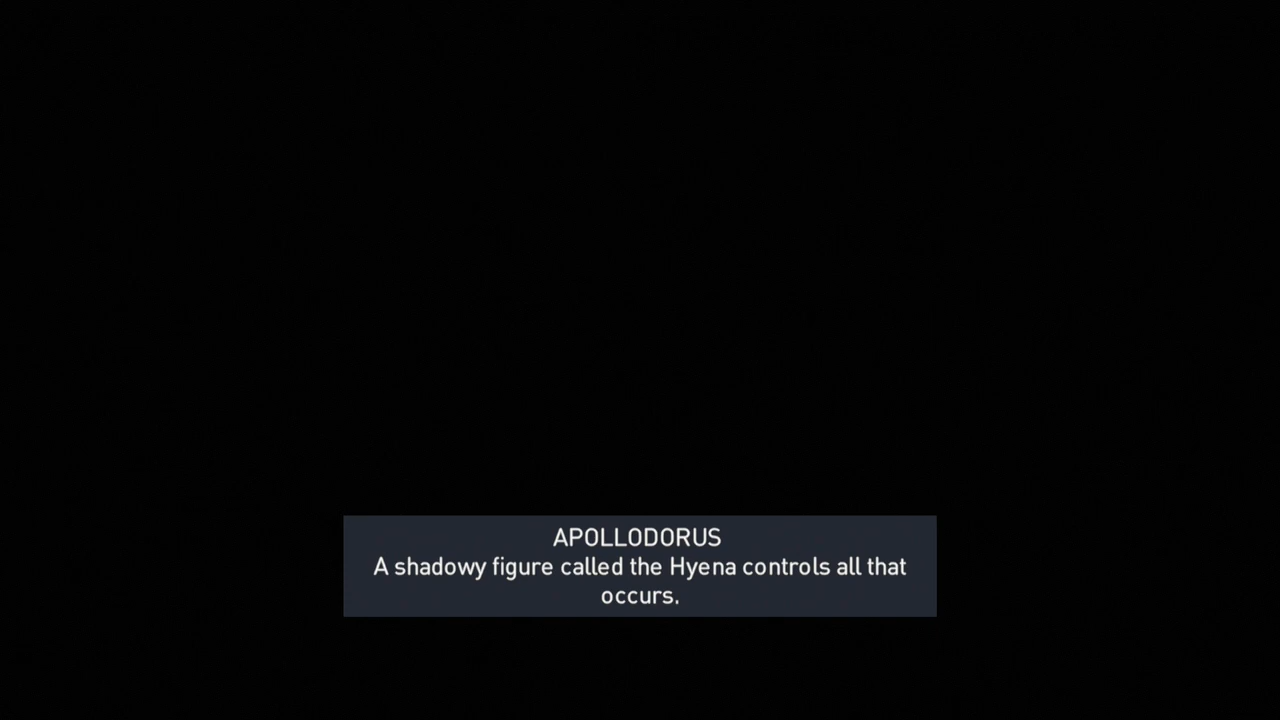 APOLLODORUS
A shadowy figure called the Hyena controls all that
occurs.